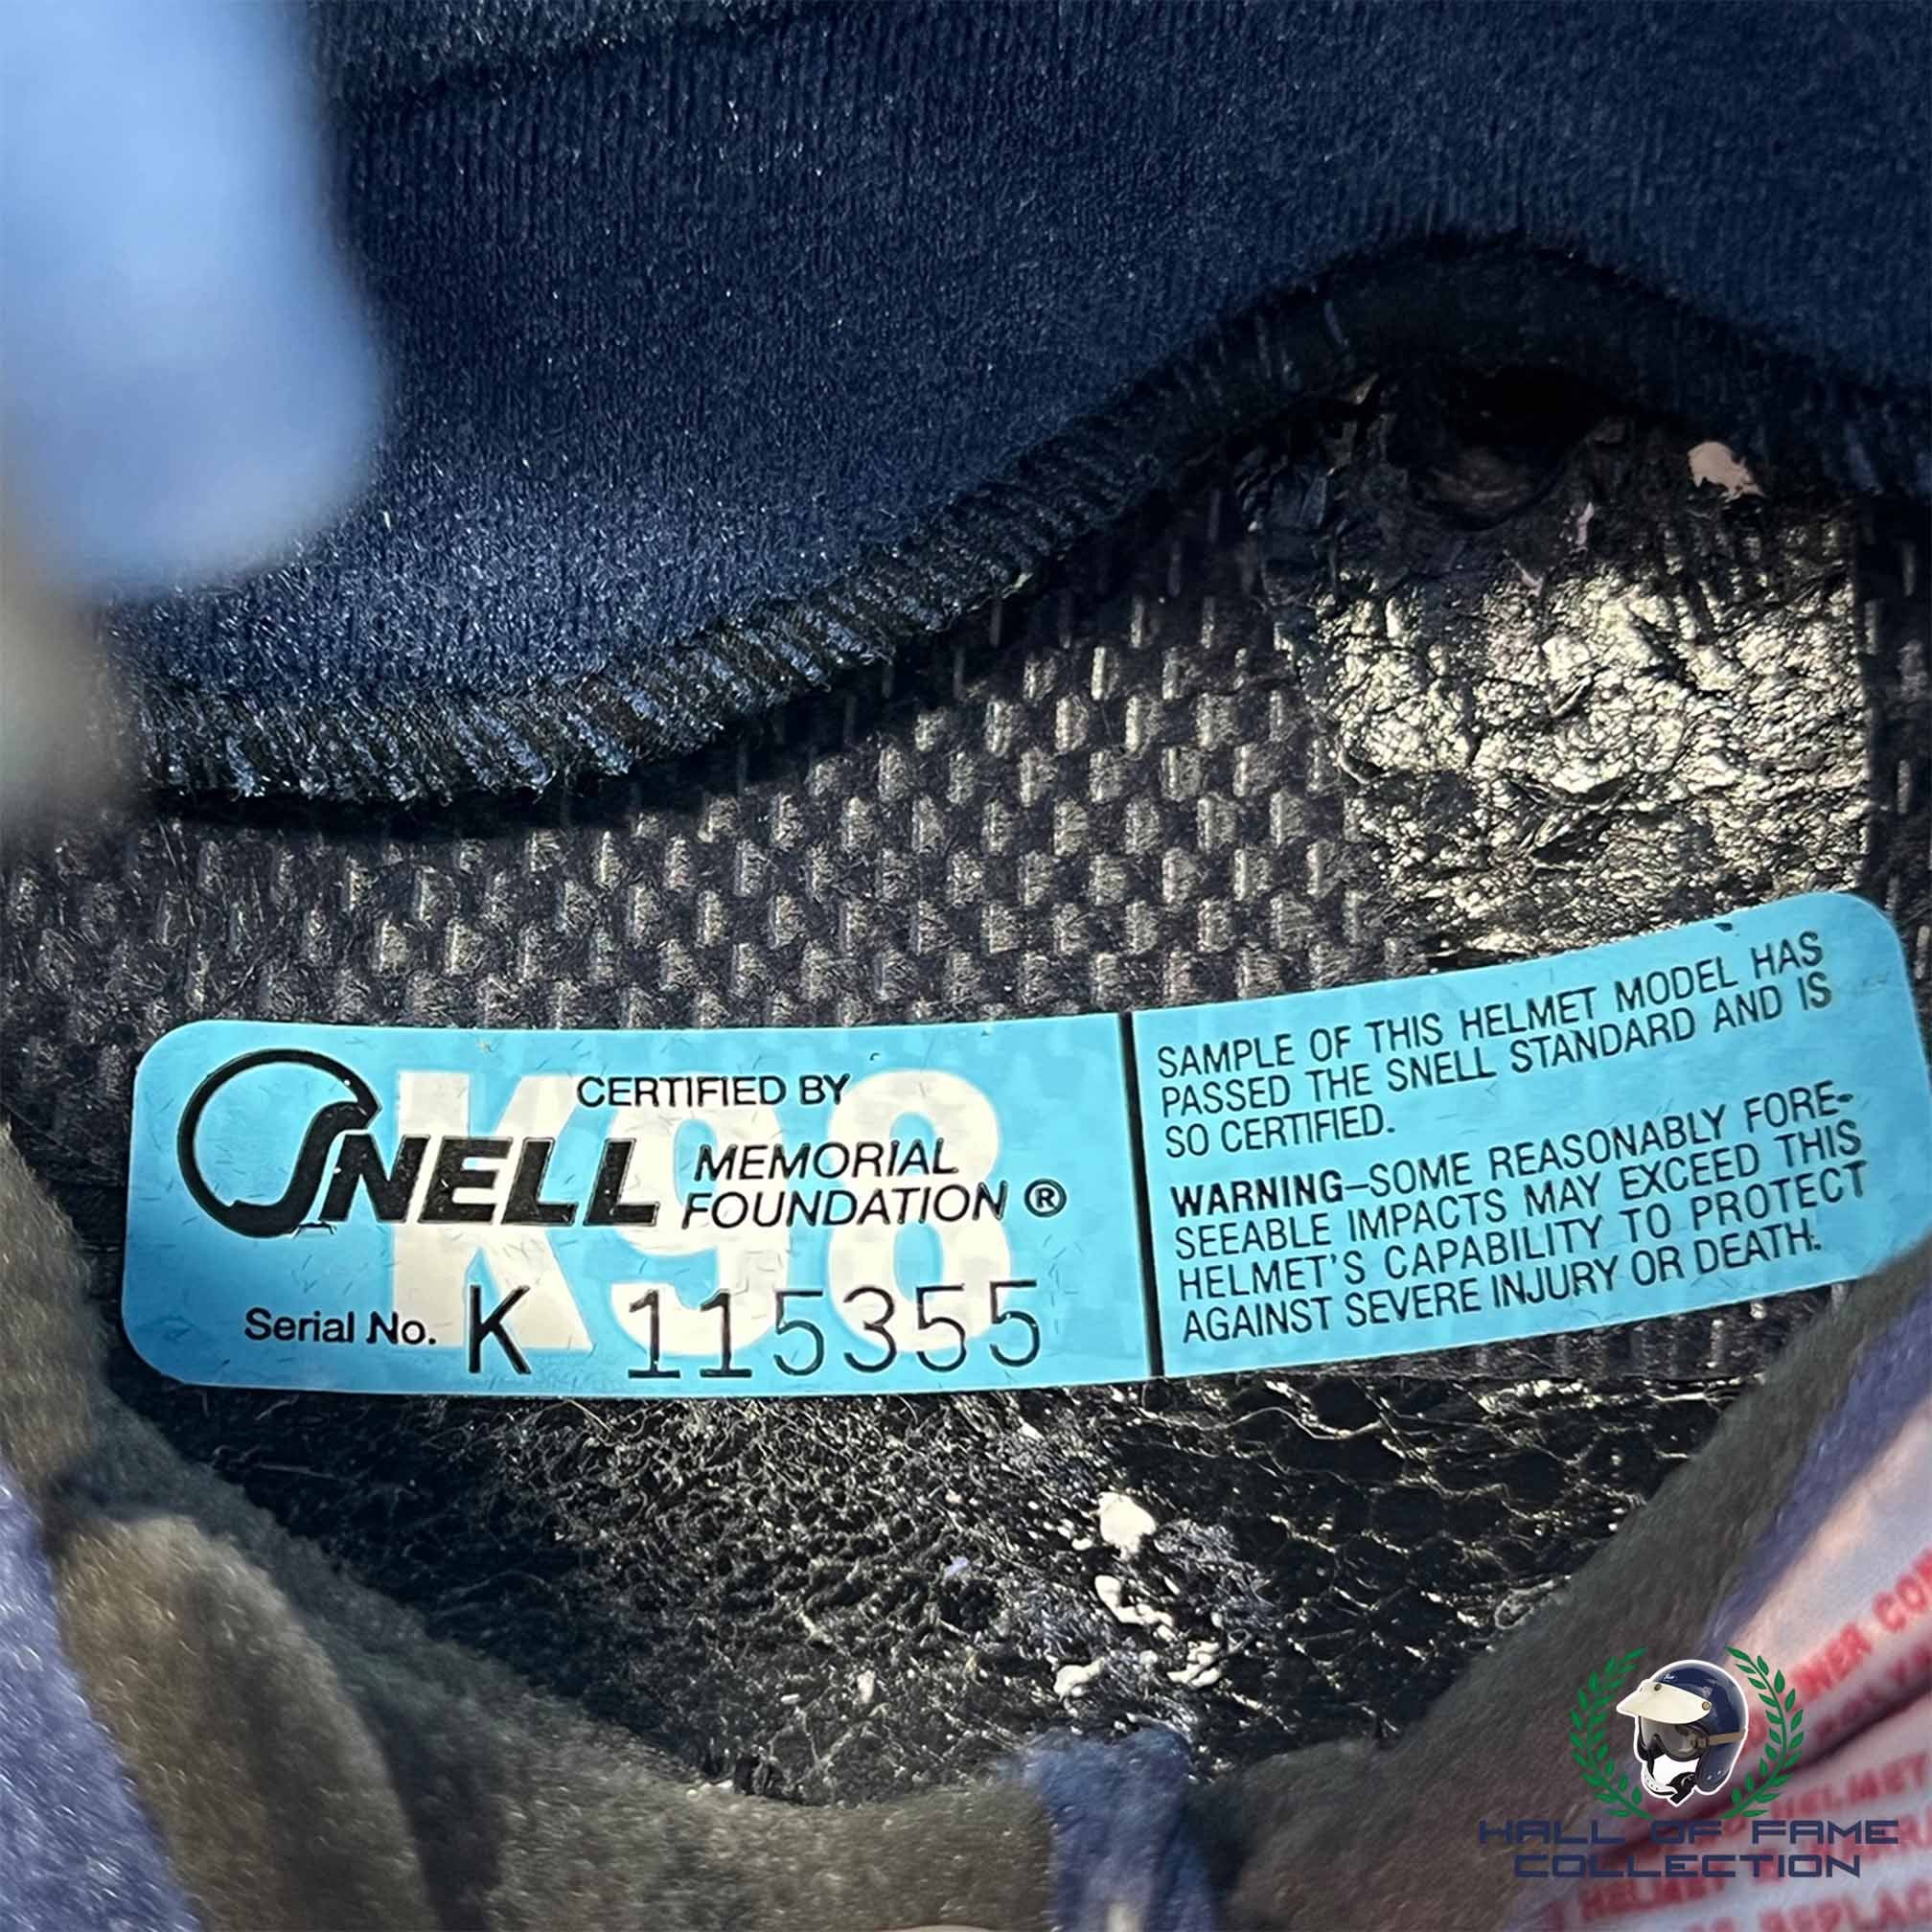 K98
CERTIFIED BY
SNELL MEMORIAL
FOUNDATION ®
Serial No. K 115355
SAMPLE OF THIS HELMET MODEL HAS
PASSED THE SNELL STANDARD AND IS
SO CERTIFIED.
WARNING–SOME REASONABLY FORE-
SEEABLE IMPACTS MAY EXCEED THIS
HELMET'S CAPABILITY TO PROTECT
AGAINST SEVERE INJURY OR DEATH.
HALL OF FAME
COLLECTION